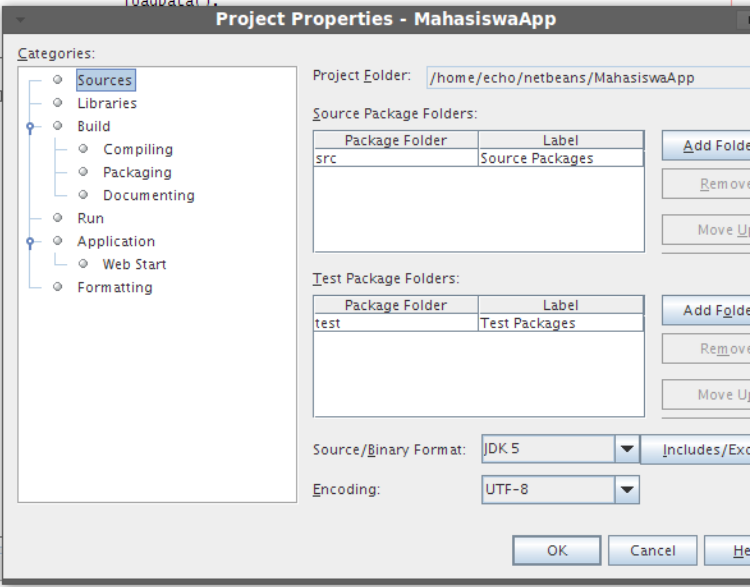 loadData();
Project Properties - MahasiswaApp
Categories:
Sources
Libraries
Build
Compiling
Packaging
Documenting
Run
Application
Web Start
Formatting
Project Folder: /home/echo/netbeans/MahasiswaApp
Source Package Folders:
Package Folder Label
src Source Packages
Add Folde
Remove
Move Up
Test Package Folders:
Package Folder Label
test Test Packages
Add Folde
Remove
Move Up
Source/Binary Format: JDK 5 Includes/Exc
Encoding: UTF-8
OK Cancel He